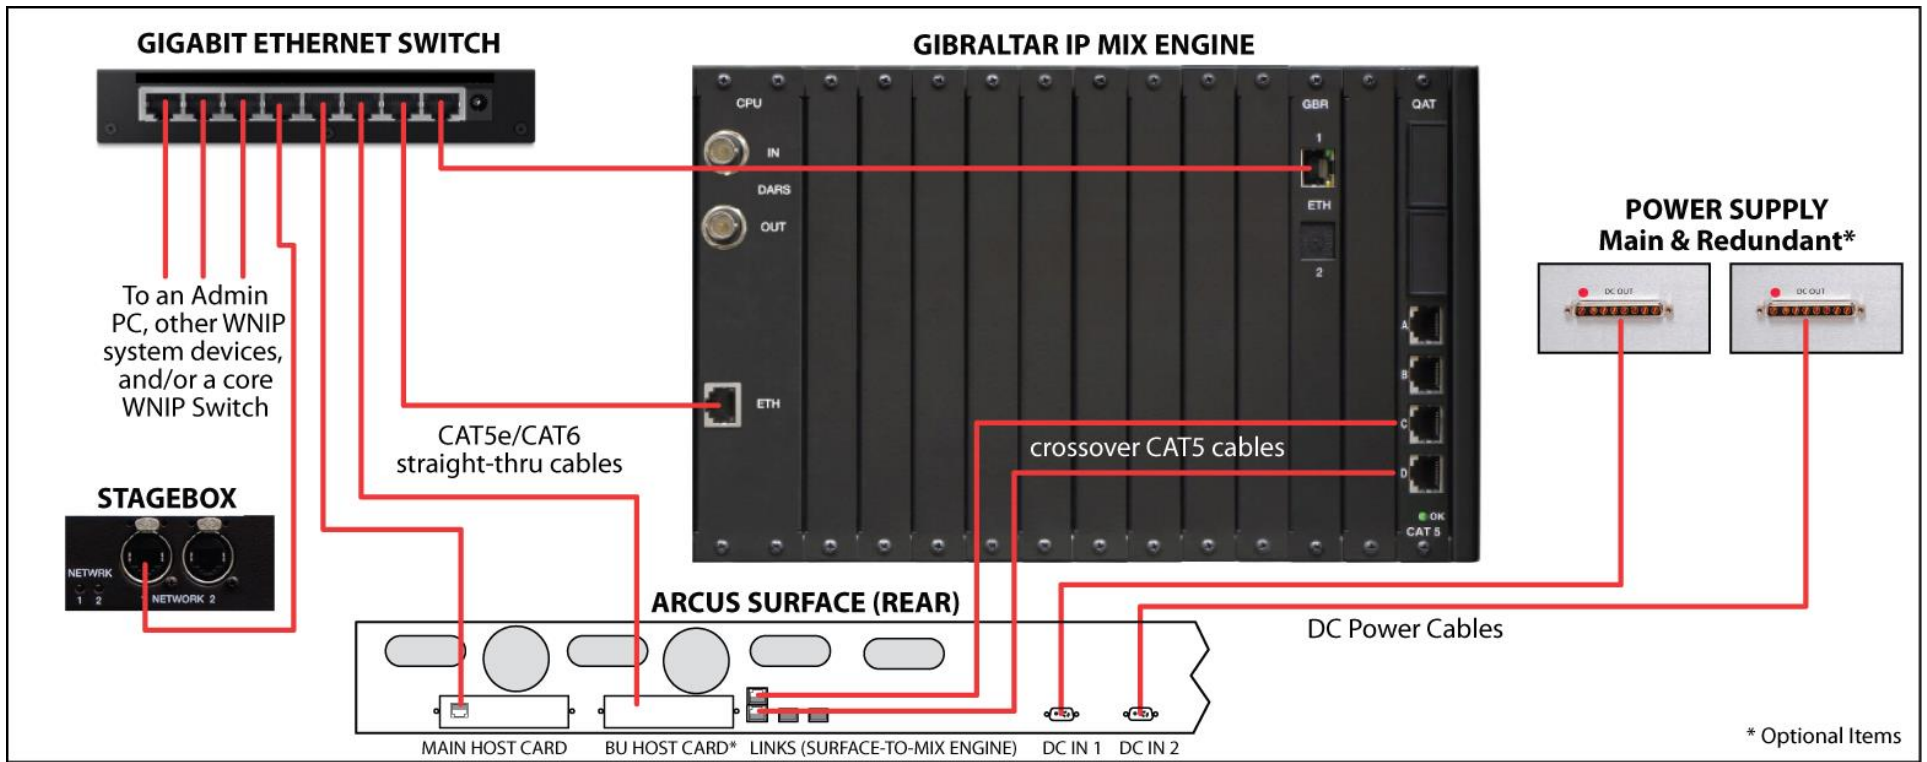 GIGABIT ETHERNET SWITCH
GIBRALTAR IP MIX ENGINE
CPU
IN
DARS
OUT
ETH
GBR
1
ETH
2
QAT
A
B
C
D
OK
CAT 5
POWER SUPPLY
Main & Redundant*
DC OUT
DC OUT
To an Admin
PC, other WNIP
system devices,
and/or a core
WNIP Switch
CAT5e/CAT6
straight-thru cables
crossover CAT5 cables
STAGEBOX
NETWRK
1 2
1 NETWORK 2
ARCUS SURFACE (REAR)
DC Power Cables
MAIN HOST CARD
BU HOST CARD*
LINKS (SURFACE-TO-MIX ENGINE)
DC IN 1
DC IN 2
* Optional Items